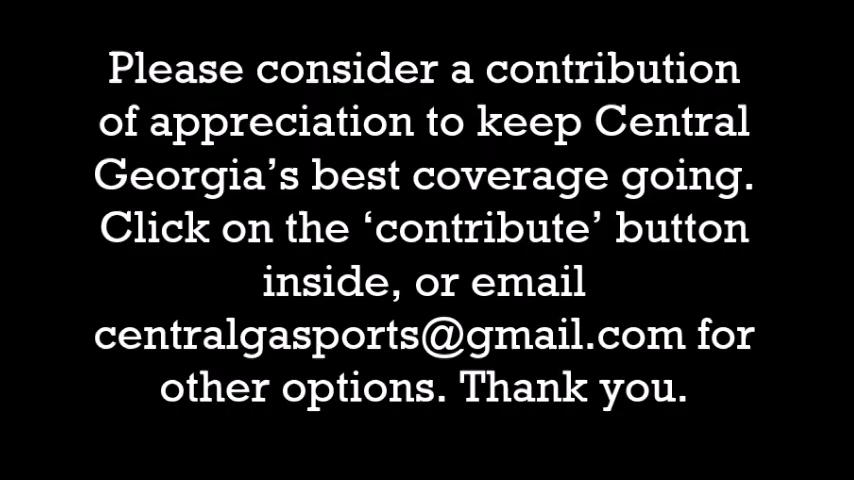 Please consider a contribution
of appreciation to keep Central
Georgia’s best coverage going.
Click on the ‘contribute’ button
inside, or email
centralgasports@gmail.com for
other options. Thank you.